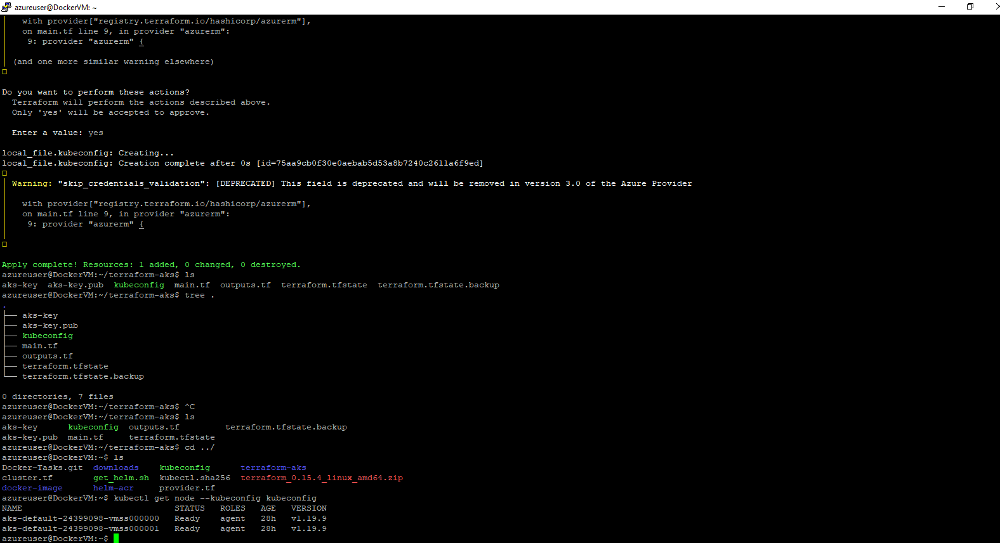 azureuser@DockerVM: ~
with provider["registry.terraform.io/hashicorp/azurerm"],
on main.tf line 9, in provider "azurerm":
9: provider "azurerm" {
(and one more similar warning elsewhere)
Do you want to perform these actions?
Terraform will perform the actions described above.
Only 'yes' will be accepted to approve.
Enter a value: yes
local_file.kubeconfig: Creating...
local_file.kubeconfig: Creation complete after 0s [id=75aa9cb0f30e0aebab5d53a8b7240c2611a6f9ed]
Warning: "skip_credentials_validation": [DEPRECATED] This field is deprecated and will be removed in version 3.0 of the Azure Provider
with provider["registry.terraform.io/hashicorp/azurerm"],
on main.tf line 9, in provider "azurerm":
9: provider "azurerm" {
Apply complete! Resources: 1 added, 0 changed, 0 destroyed.
azureuser@DockerVM:~/terraform-aks$ ls
aks-key  aks-key.pub  kubeconfig  main.tf  outputs.tf  terraform.tfstate  terraform.tfstate.backup
azureuser@DockerVM:~/terraform-aks$ tree .
.
├── aks-key
├── aks-key.pub
├── kubeconfig
├── main.tf
├── outputs.tf
├── terraform.tfstate
└── terraform.tfstate.backup
0 directories, 7 files
azureuser@DockerVM:~/terraform-aks$ ^C
azureuser@DockerVM:~/terraform-aks$ ls
aks-key      kubeconfig  outputs.tf         terraform.tfstate.backup
aks-key.pub  main.tf     terraform.tfstate
azureuser@DockerVM:~/terraform-aks$ cd ../
azureuser@DockerVM:~$ ls
Docker-Tasks.git  downloads    kubeconfig      terraform-aks
cluster.tf        get_helm.sh  kubectl.sha256  terraform_0.15.4_linux_amd64.zip
docker-image      helm-acr     provider.tf
azureuser@DockerVM:~$ kubectl get node --kubeconfig kubeconfig
NAME                              STATUS   ROLES   AGE   VERSION
aks-default-24399098-vmss000000   Ready    agent   28h   v1.19.9
aks-default-24399098-vmss000001   Ready    agent   28h   v1.19.9
azureuser@DockerVM:~$